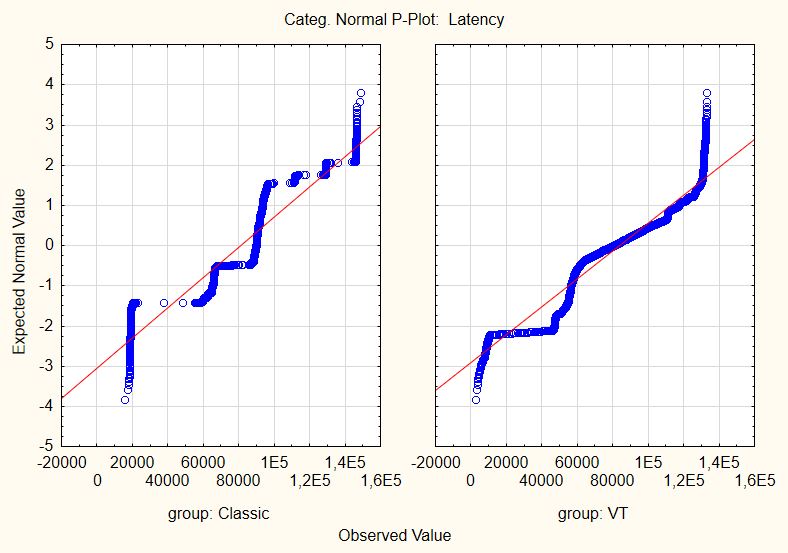 Categ. Normal P-Plot:  Latency
Expected Normal Value
5
4
3
2
1
0
-1
-2
-3
-4
-5
-20000 20000 60000 1E5 1,4E5 -20000 20000 60000 1E5 1,4E5
0 40000 80000 1,2E5 1,6E5 0 40000 80000 1,2E5 1,6E5
group: Classic group: VT
Observed Value